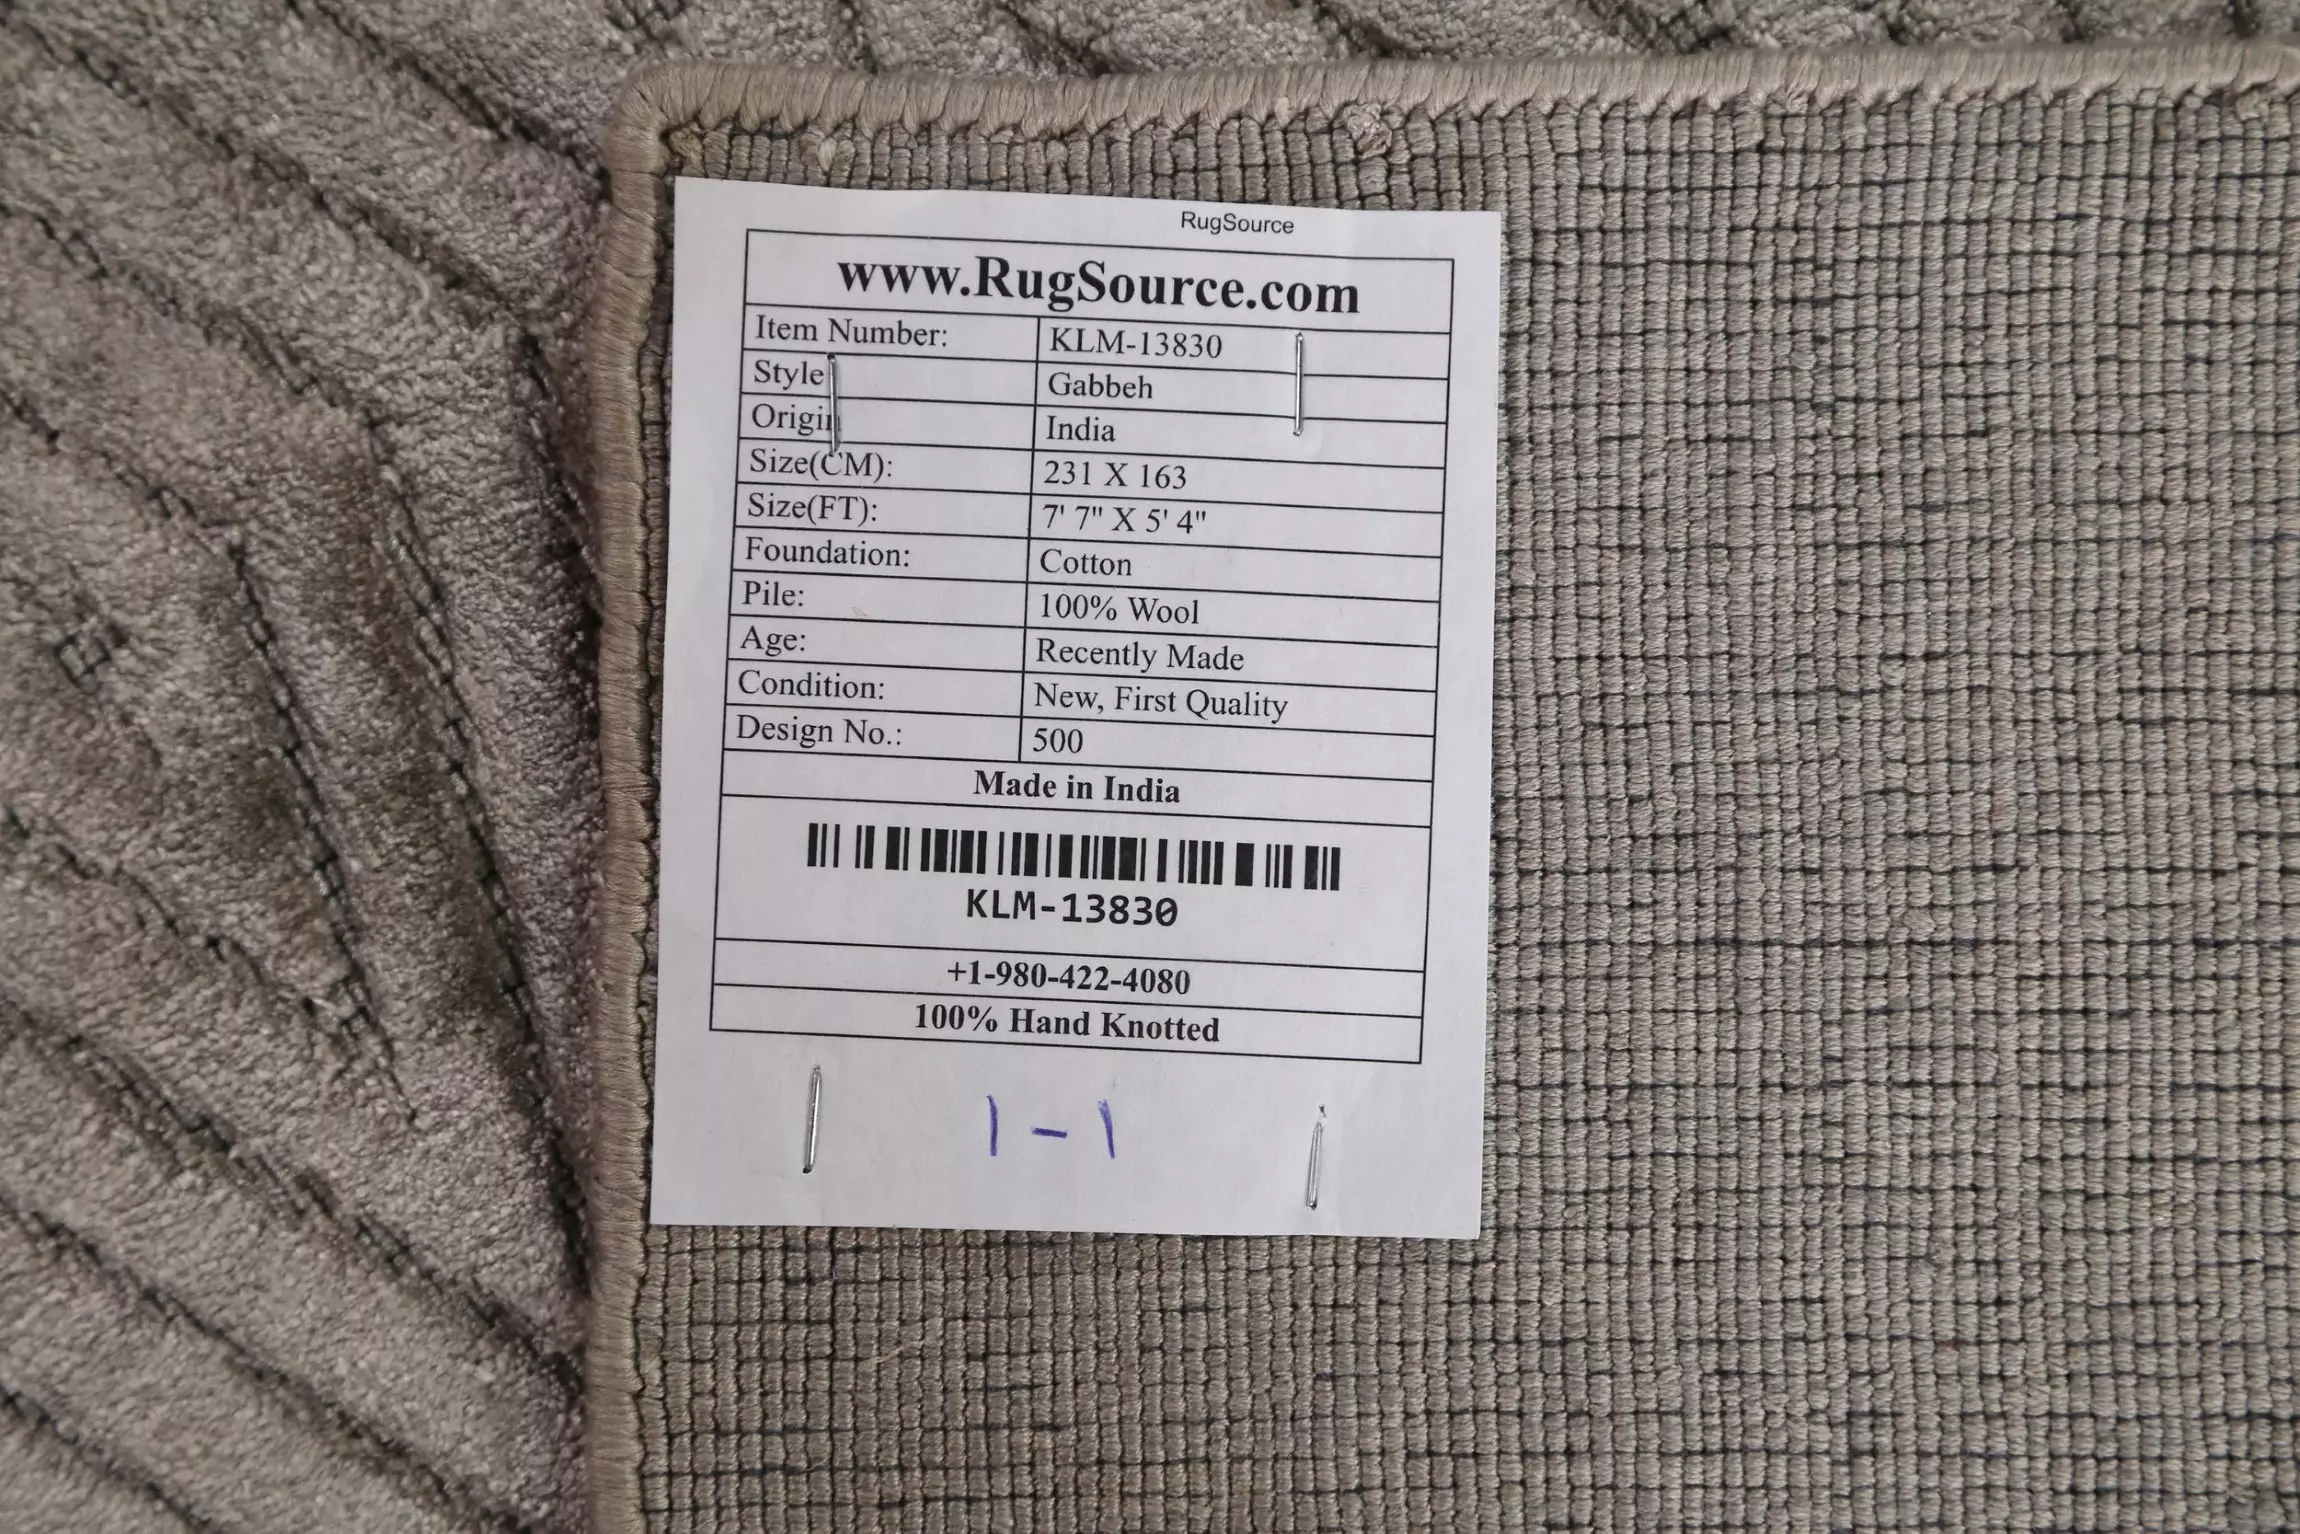 RugSource
www.RugSource.com
Item Number: KLM-13830
Style Gabbeh
Origin India
Size(CM): 231 X 163
Size(FT): 7' 7" X 5' 4"
Foundation: Cotton
Pile: 100% Wool
Age: Recently Made
Condition: New, First Quality
Design No.: 500
Made in India
KLM-13830
+1-980-422-4080
100% Hand Knotted
1-1